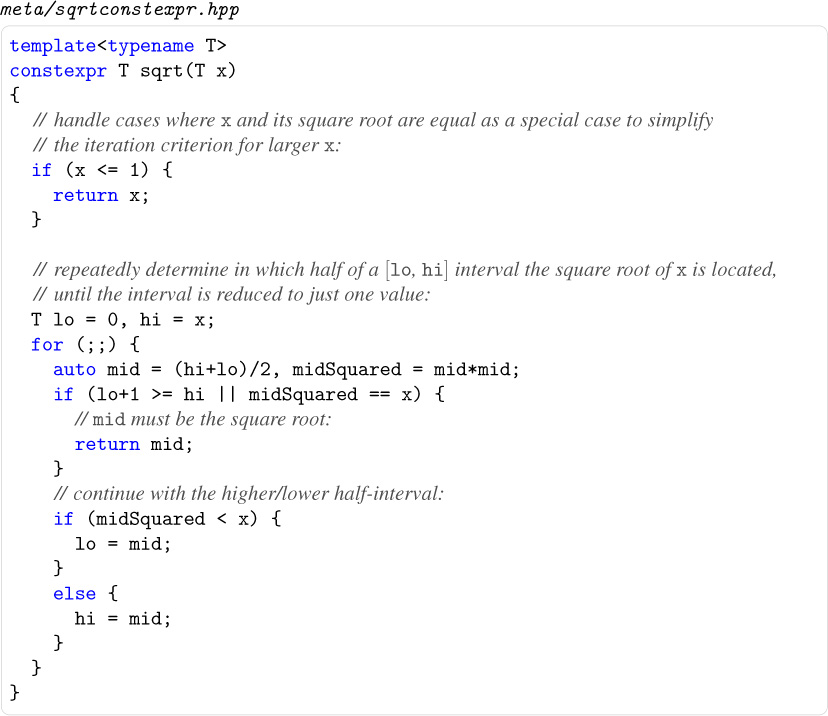 meta/sqrtconstexpr.hpp
template<typename T>
constexpr T sqrt(T x)
{
  // handle cases where x and its square root are equal as a special case to simplify
  // the iteration criterion for larger x:
  if (x <= 1) {
    return x;
  }

  // repeatedly determine in which half of a [lo, hi] interval the square root of x is located,
  // until the interval is reduced to just one value:
  T lo = 0, hi = x;
  for (;;) {
    auto mid = (hi+lo)/2, midSquared = mid*mid;
    if (lo+1 >= hi || midSquared == x) {
      // mid must be the square root:
      return mid;
    }
    // continue with the higher/lower half-interval:
    if (midSquared < x) {
      lo = mid;
    }
    else {
      hi = mid;
    }
  }
}